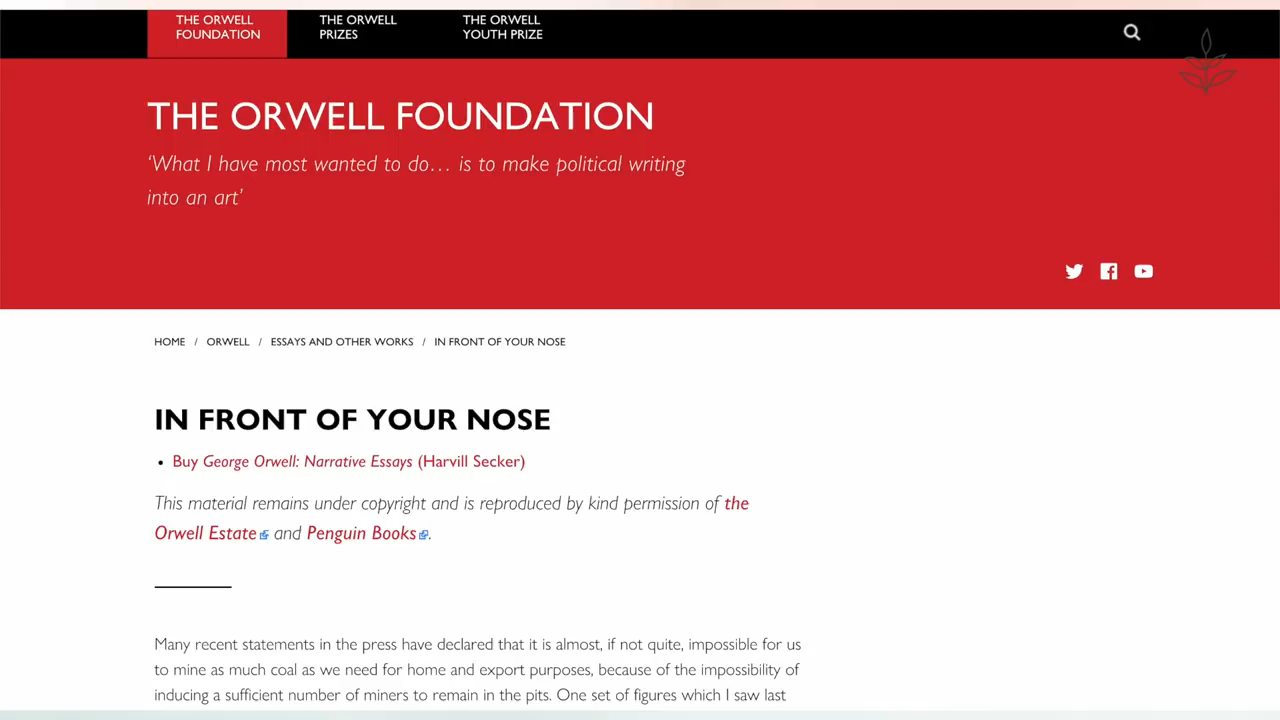 THE ORWELL
FOUNDATION
THE ORWELL
PRIZES
THE ORWELL
YOUTH PRIZE
THE ORWELL FOUNDATION
‘What I have most wanted to do… is to make political writing
into an art’
HOME / ORWELL / ESSAYS AND OTHER WORKS / IN FRONT OF YOUR NOSE
IN FRONT OF YOUR NOSE
• Buy George Orwell: Narrative Essays (Harvill Secker)
This material remains under copyright and is reproduced by kind permission of the
Orwell Estate and Penguin Books.
Many recent statements in the press have declared that it is almost, if not quite, impossible for us
to mine as much coal as we need for home and export purposes, because of the impossibility of
inducing a sufficient number of miners to remain in the pits. One set of figures which I saw last